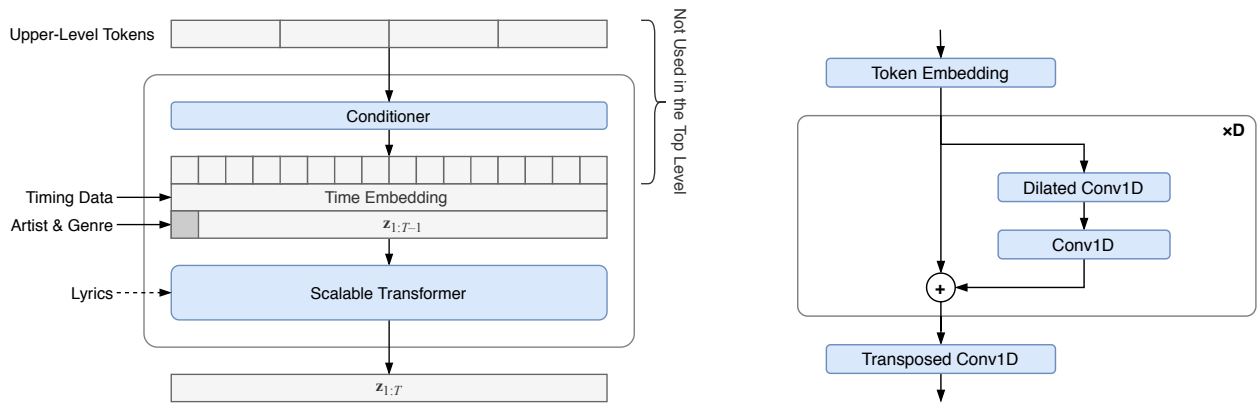 Upper-Level Tokens
Conditioner
Not Used in the Top Level
Timing Data
Time Embedding
Artist & Genre
z1:T–1
Lyrics
Scalable Transformer
z1:T
Token Embedding
×D
Dilated Conv1D
Conv1D
+
Transposed Conv1D